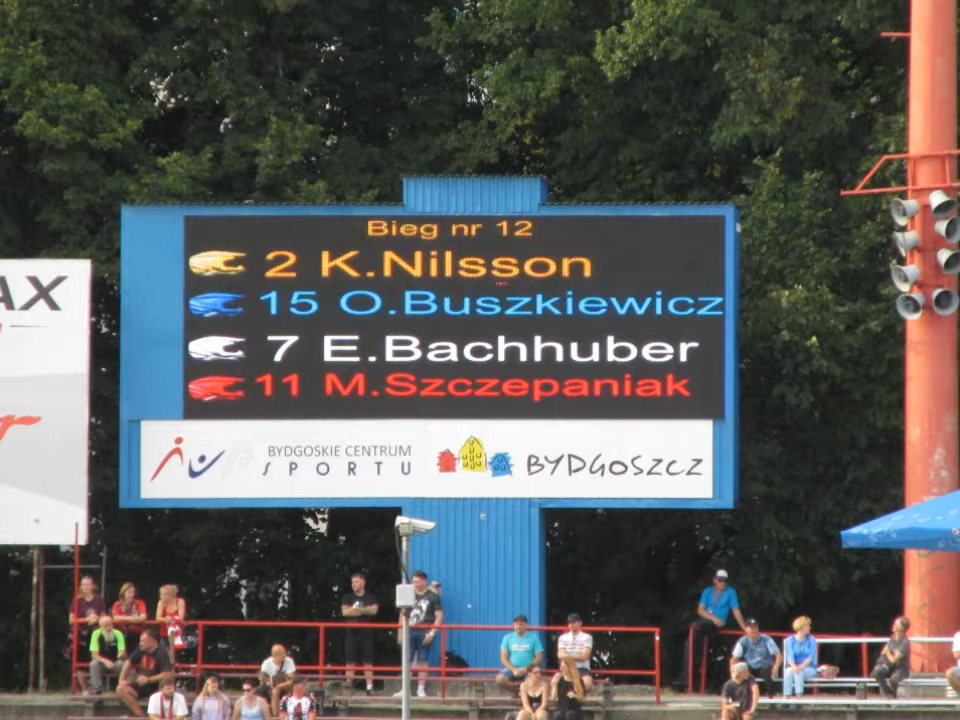 Bieg nr 12
2 K.Nilsson
15 O.Buszkiewicz
7 E.Bachhuber
11 M.Szczepaniak
AX
BYDGOSKIE CENTRUM
SPORTU
BYDGOSZCZ